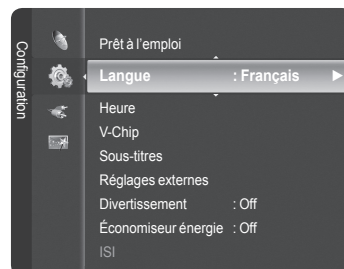 Configuration
Prêt à l'emploi
Langue : Français
Heure
V-Chip
Sous-titres
Réglages externes
Divertissement : Off
Économiseur énergie : Off
ISI